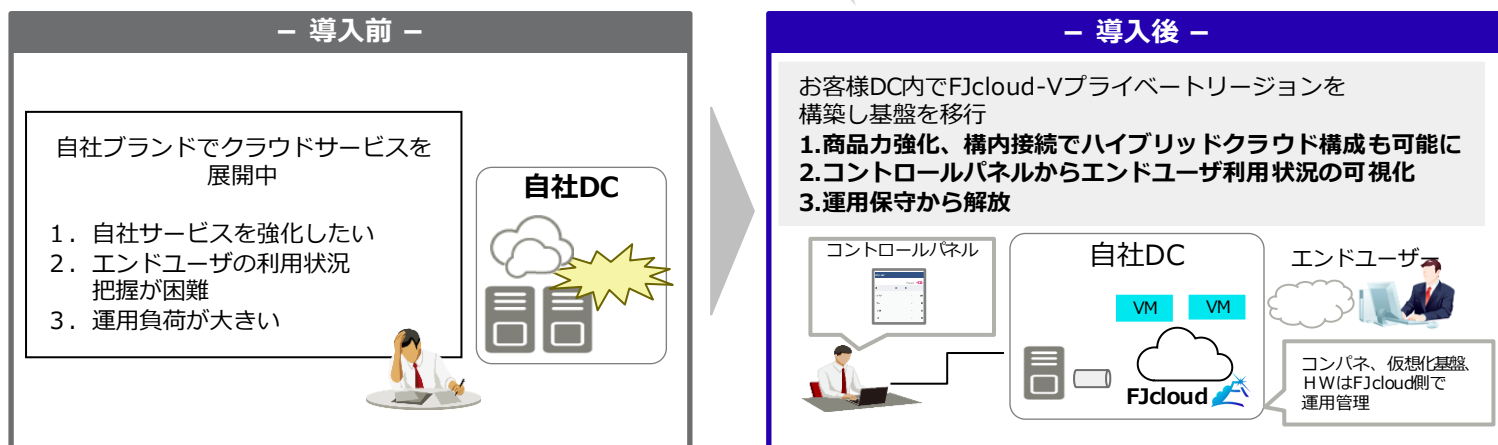 − 導入前 −
自社ブランドでクラウドサービスを
展開中
1．自社サービスを強化したい
2．エンドユーザの利用状況
把握が困難
3．運用負荷が大きい
自社DC
− 導入後 −
お客様DC内でFJcloud-Vプライベートリージョンを
構築し基盤を移行
1.商品力強化、構内接続でハイブリッドクラウド構成も可能に
2.コントロールパネルからエンドユーザ利用状況の可視化
3.運用保守から解放
コントロールパネル
自社DC
エンドユーザー
VM
VM
FJcloud
コンパネ、仮想化基盤、
HWはFJcloud側で
運用管理